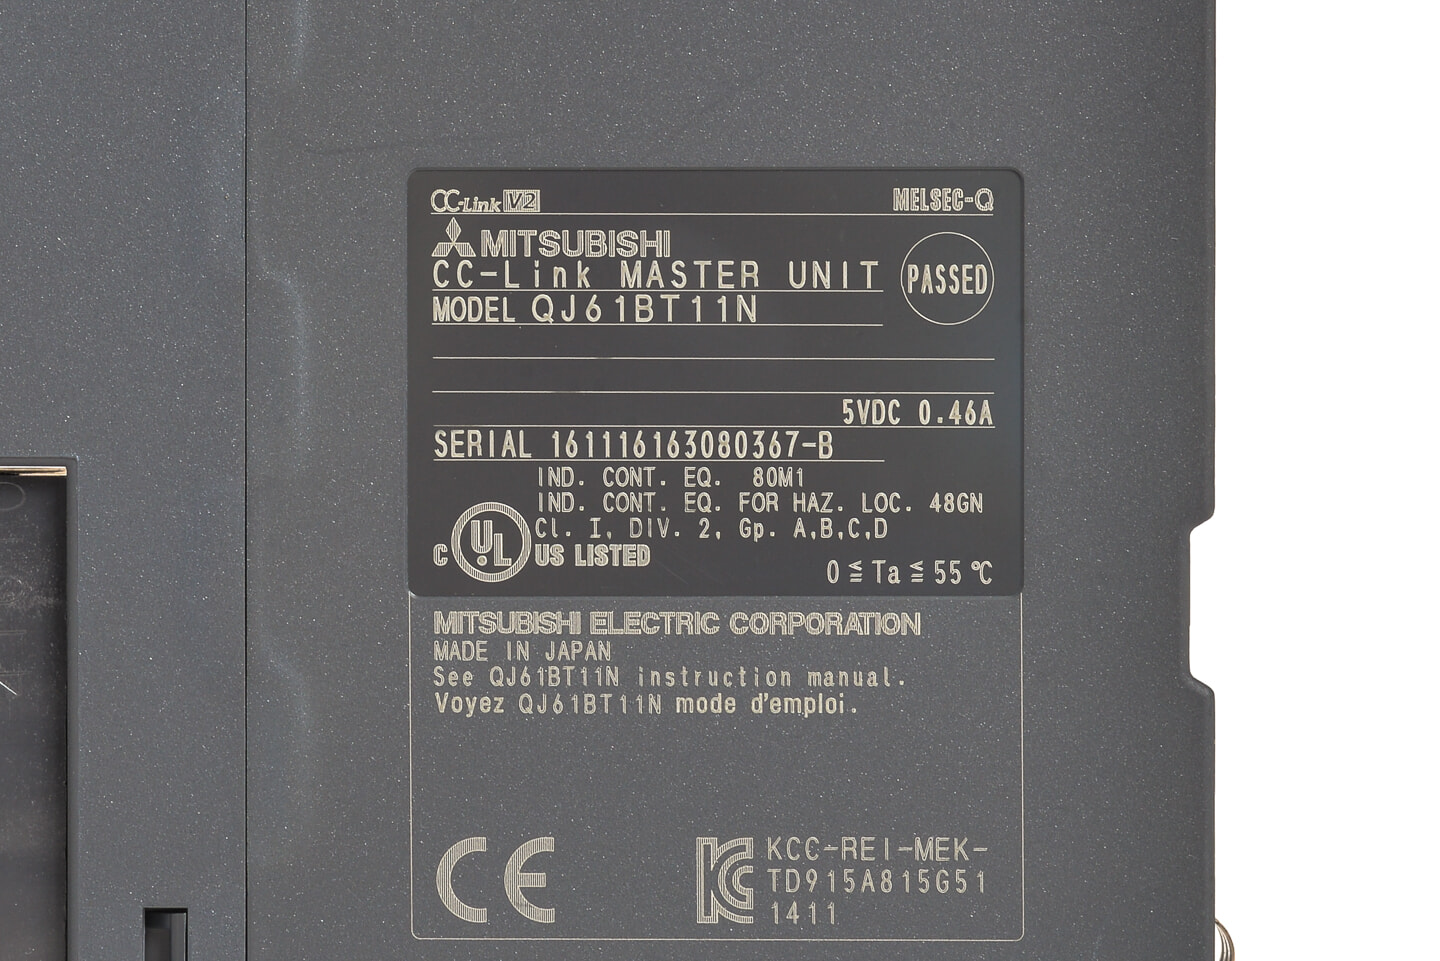 CC-Link V2 MELSEC-Q
MITSUBISHI
CC-Link MASTER UNIT
PASSED
MODEL QJ61BT11N
5VDC 0.46A
SERIAL 161116163080367-B
IND. CONT. EQ. 80M1
IND. CONT. EQ. FOR HAZ. LOC. 48GN
Cl. I, DIV. 2, Gp. A,B,C,D
C UL US LISTED
0≦Ta≦55℃
MITSUBISHI ELECTRIC CORPORATION
MADE IN JAPAN
See QJ61BT11N instruction manual.
Voyez QJ61BT11N mode d'emploi.
CE
KC KCC-REI-MEK-
TD915A815G51
1411